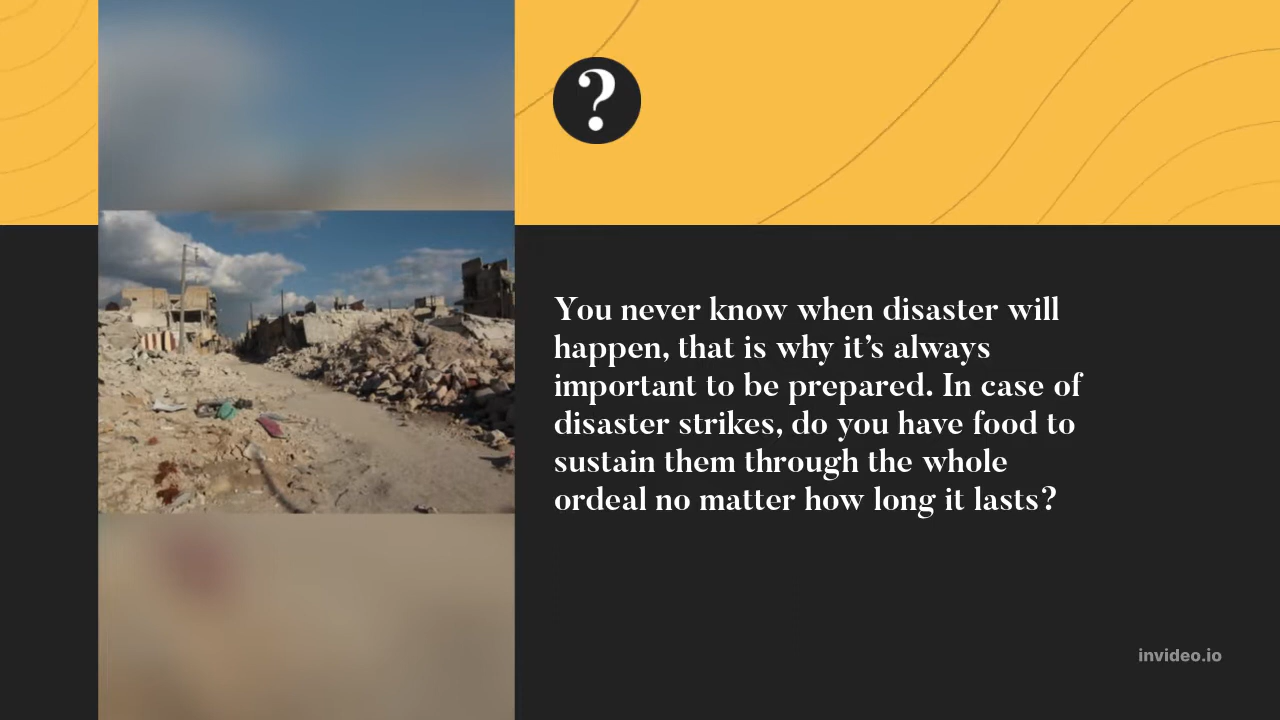 ?
You never know when disaster will
happen, that is why it’s always
important to be prepared. In case of
disaster strikes, do you have food to
sustain them through the whole
ordeal no matter how long it lasts?
invideo.io